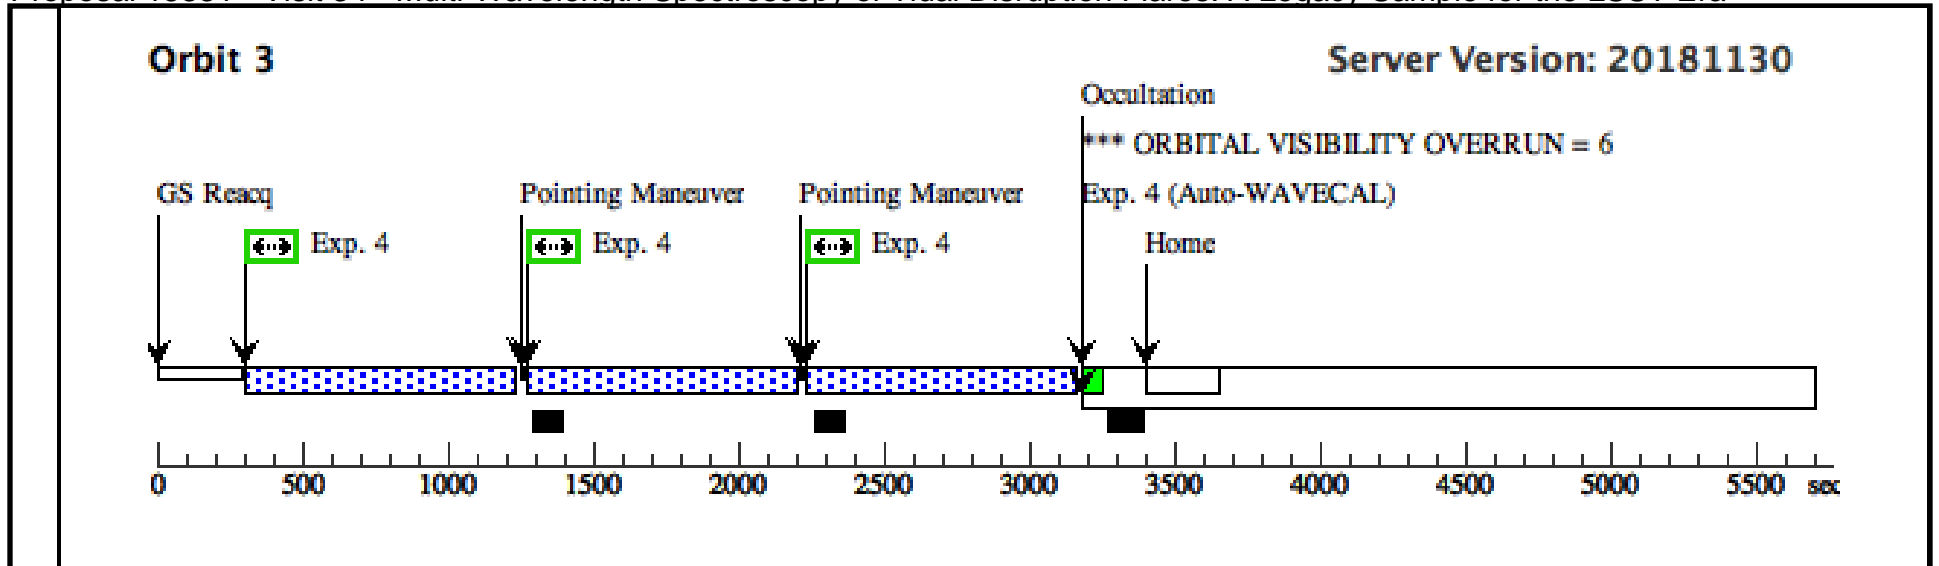 Orbit 3
Server Version: 20181130
Occultation
*** ORBITAL VISIBILITY OVERRUN = 6
GS Reacq Pointing Maneuver Pointing Maneuver Exp. 4 (Auto-WAVECAL)
Exp. 4 Exp. 4 Exp. 4 Home
0 500 1000 1500 2000 2500 3000 3500 4000 4500 5000 5500 sec